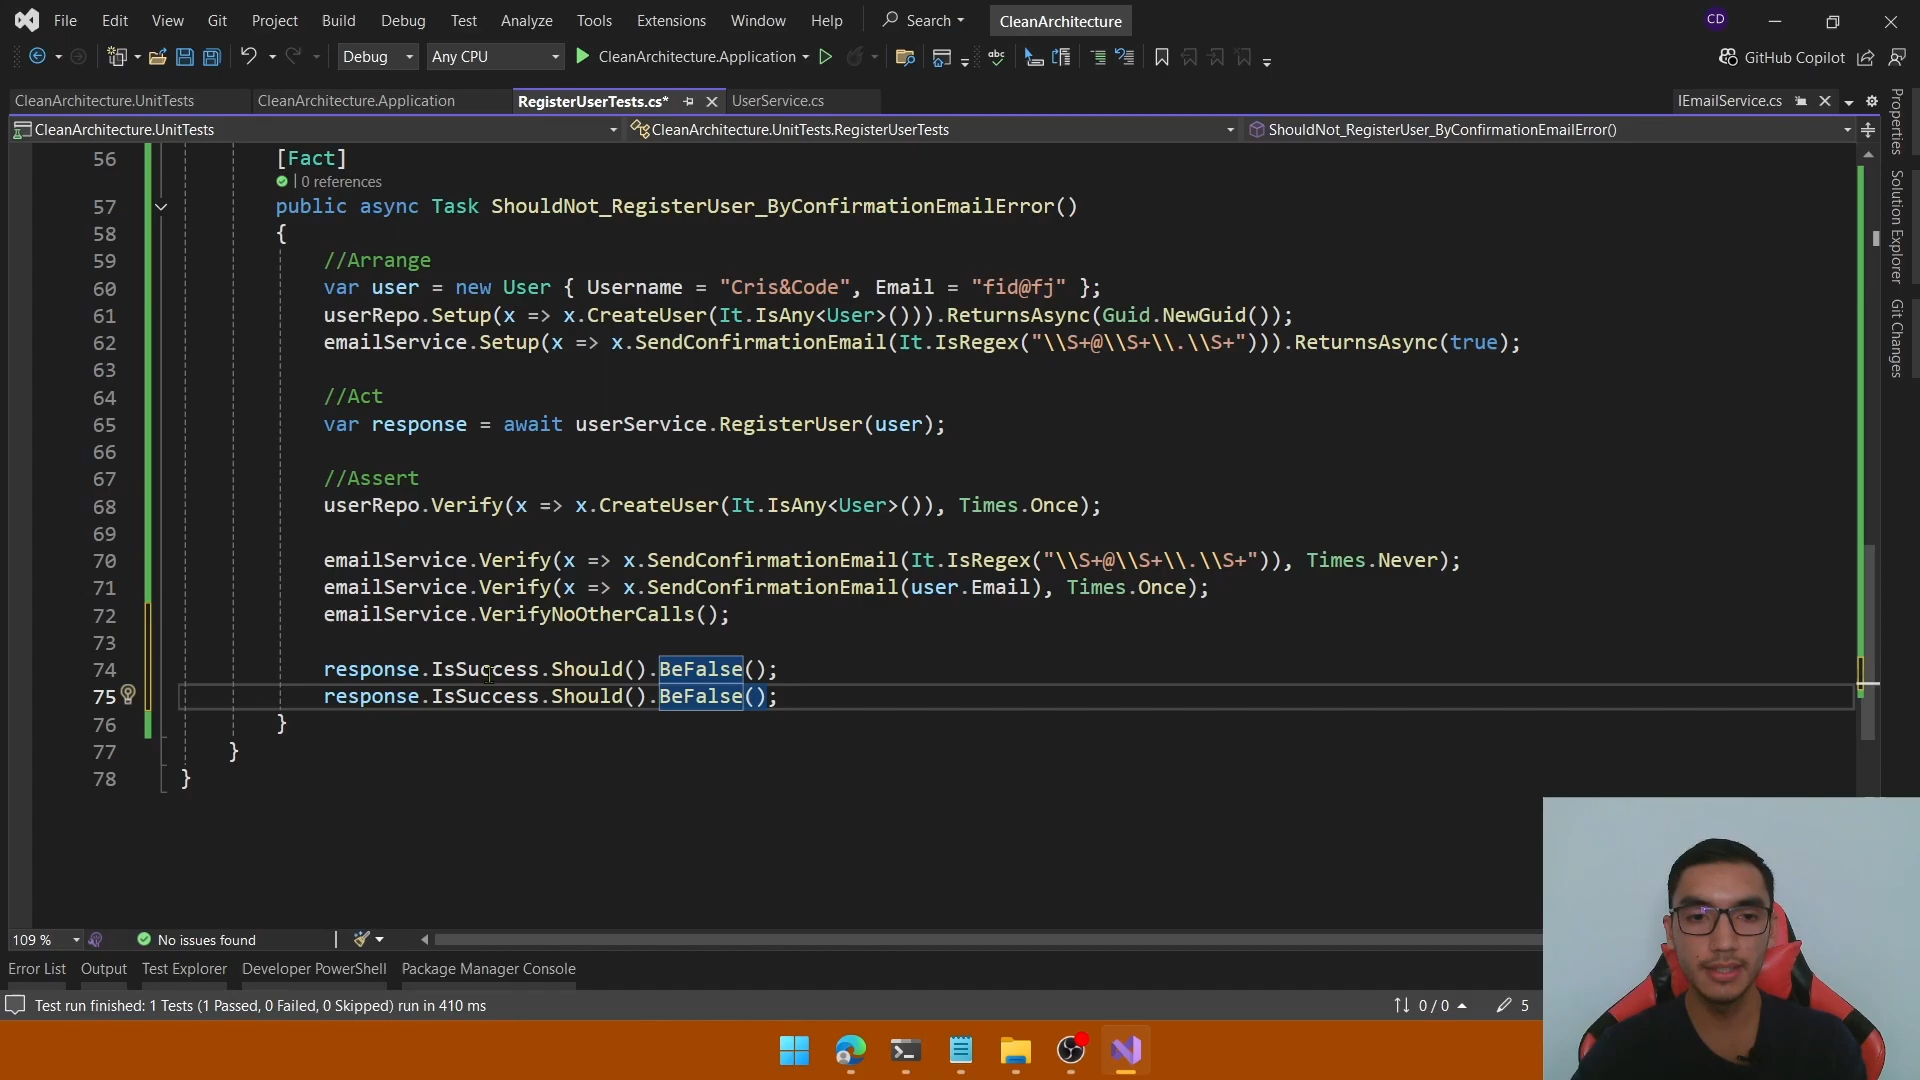 File Edit View Git Project Build Debug Test Analyze Tools Extensions Window Help Search CleanArchitecture CD
Debug Any CPU CleanArchitecture.Application GitHub Copilot
CleanArchitecture.UnitTests CleanArchitecture.Application RegisterUserTests.cs* UserService.cs IEmailService.cs
CleanArchitecture.UnitTests CleanArchitecture.UnitTests.RegisterUserTests ShouldNot_RegisterUser_ByConfirmationEmailError()
Properties
Solution Explorer
Git Changes
56 [Fact]
0 references
57 public async Task ShouldNot_RegisterUser_ByConfirmationEmailError()
58 {
59 //Arrange
60 var user = new User { Username = "Cris&Code", Email = "fid@fj" };
61 userRepo.Setup(x => x.CreateUser(It.IsAny<User>())).ReturnsAsync(Guid.NewGuid());
62 emailService.Setup(x => x.SendConfirmationEmail(It.IsRegex("\\S+@\\S+\\.\\S+"))).ReturnsAsync(true);
63
64 //Act
65 var response = await userService.RegisterUser(user);
66
67 //Assert
68 userRepo.Verify(x => x.CreateUser(It.IsAny<User>()), Times.Once);
69
70 emailService.Verify(x => x.SendConfirmationEmail(It.IsRegex("\\S+@\\S+\\.\\S+")), Times.Never);
71 emailService.Verify(x => x.SendConfirmationEmail(user.Email), Times.Once);
72 emailService.VerifyNoOtherCalls();
73
74 response.IsSuccess.Should().BeFalse();
75 response.IsSuccess.Should().BeFalse();
76 }
77 }
78 }
109 % No issues found
Error List Output Test Explorer Developer PowerShell Package Manager Console
Test run finished: 1 Tests (1 Passed, 0 Failed, 0 Skipped) run in 410 ms 0 / 0 5